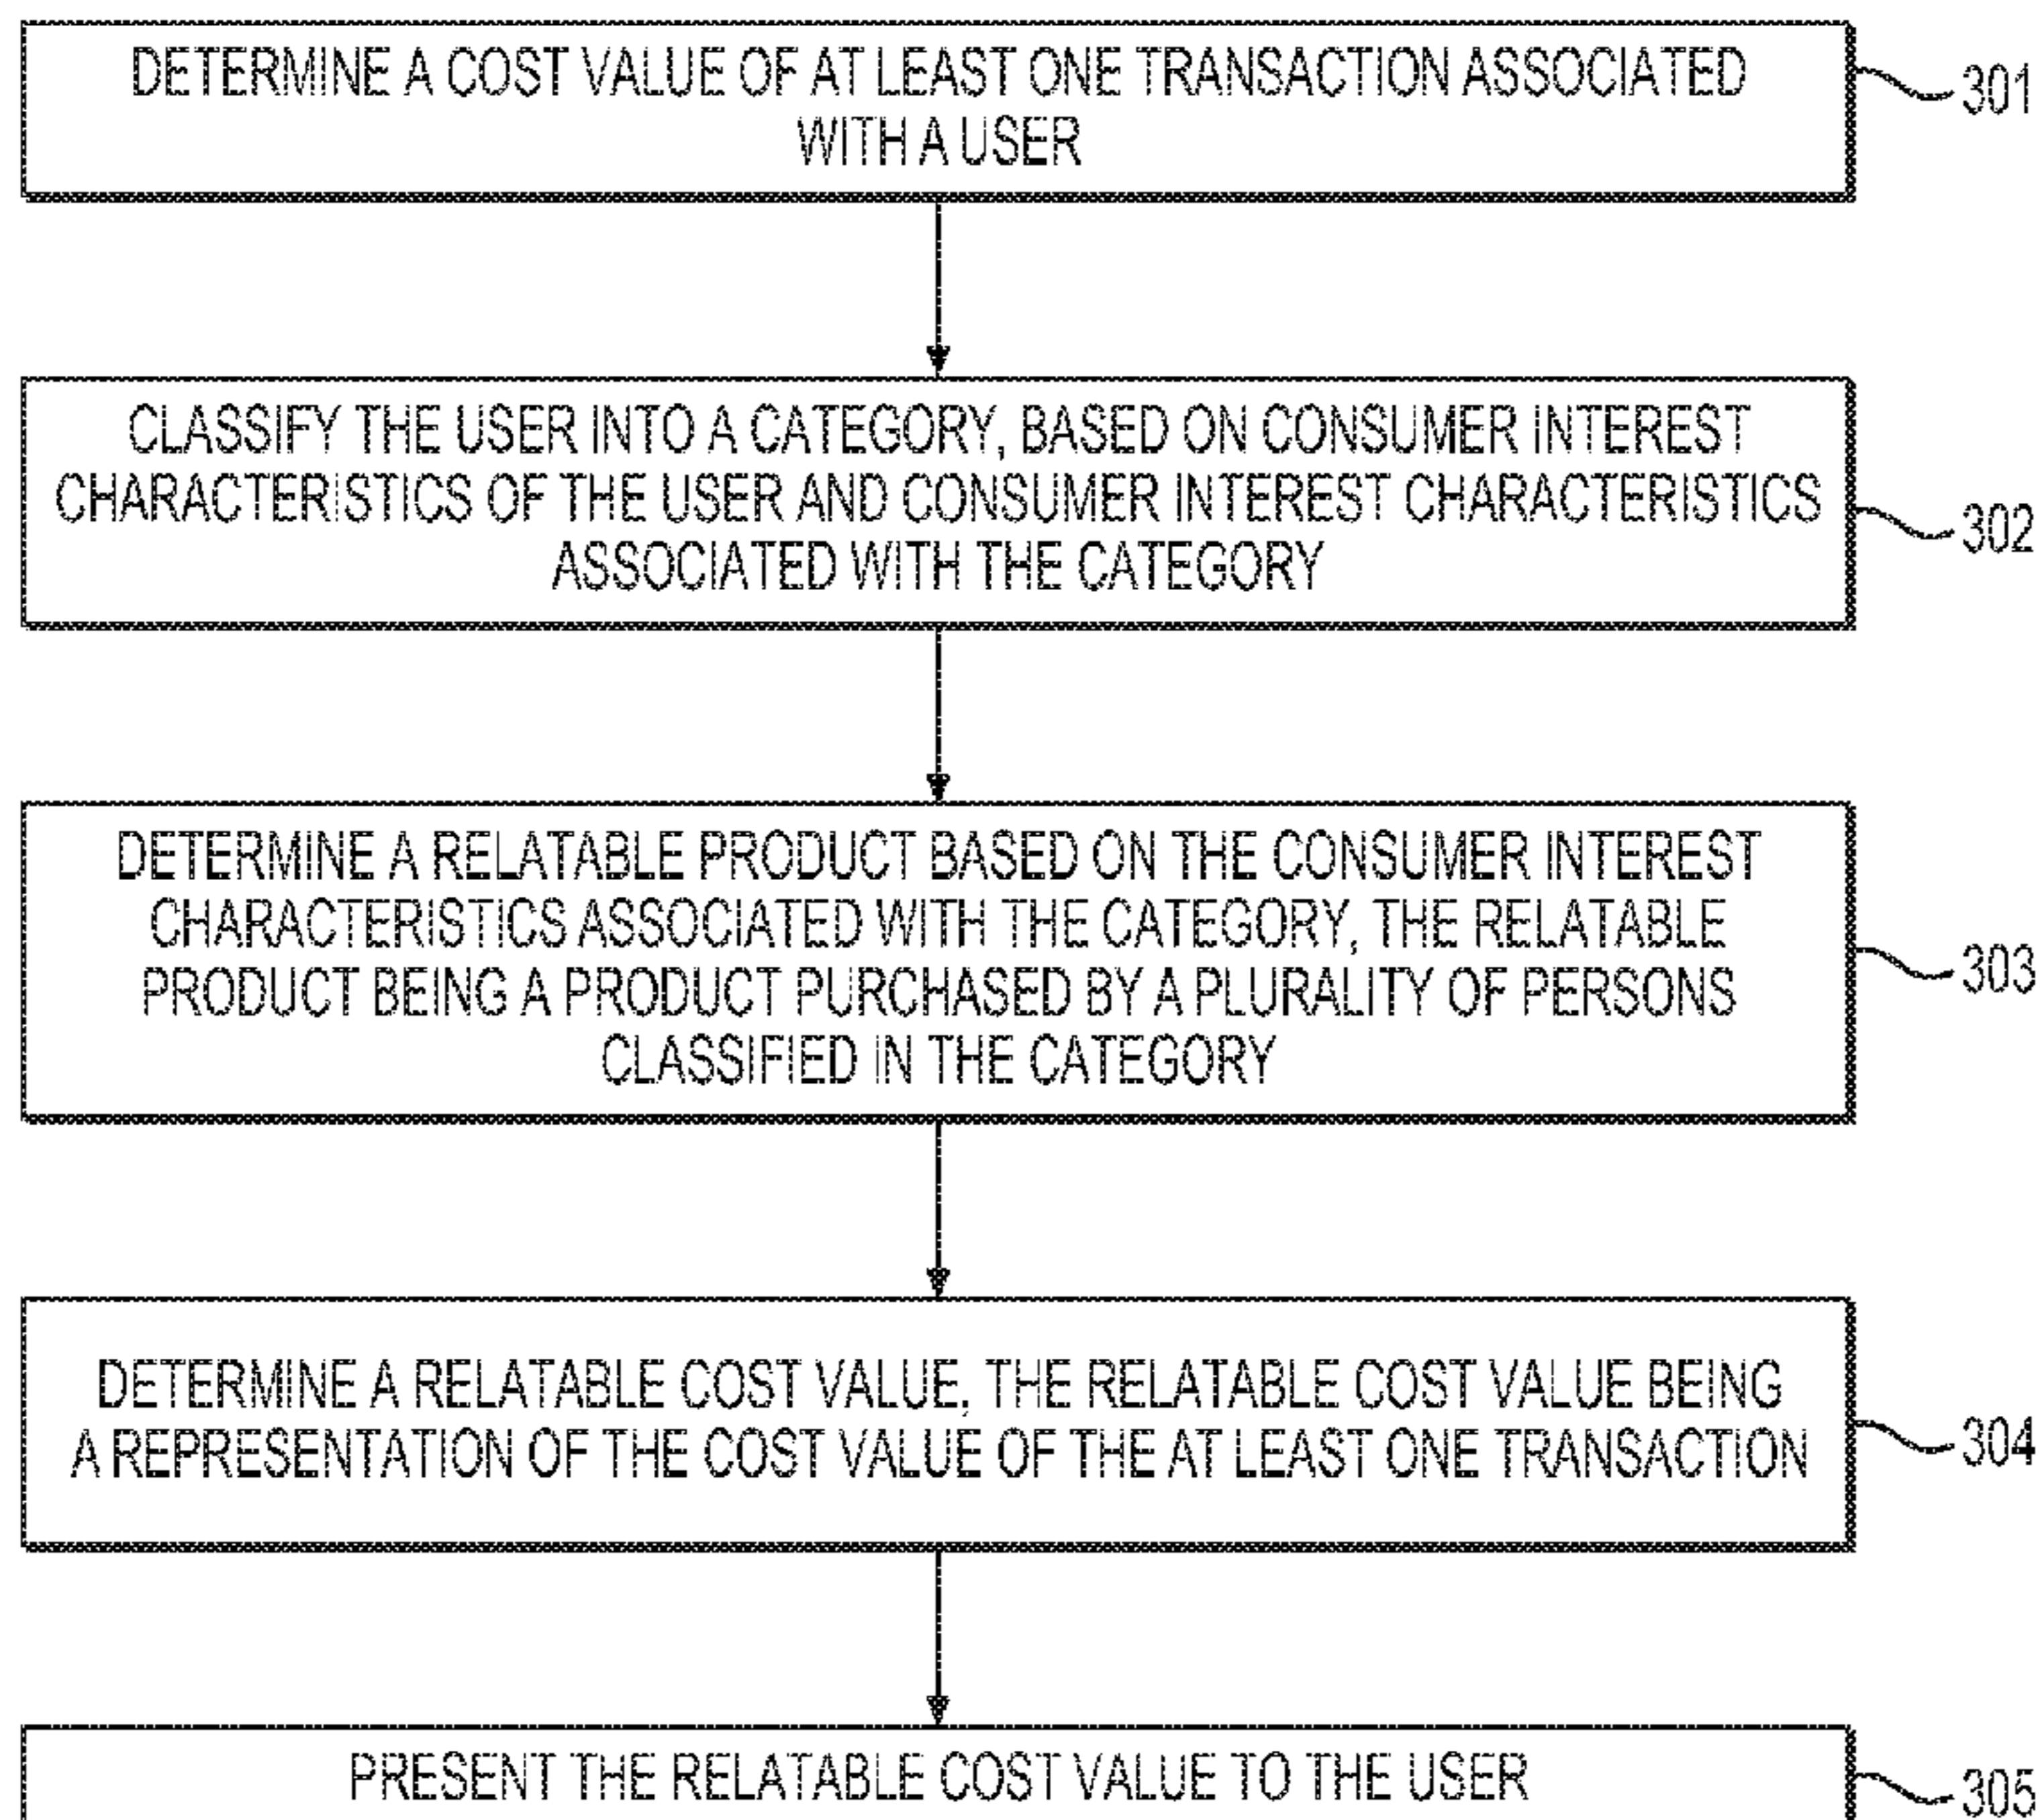 DETERMINE A COST VALUE OF AT LEAST ONE TRANSACTION ASSOCIATED
WITH A USER
301
CLASSIFY THE USER INTO A CATEGORY, BASED ON CONSUMER INTEREST
CHARACTERISTICS OF THE USER AND CONSUMER INTEREST CHARACTERISTICS
ASSOCIATED WITH THE CATEGORY
302
DETERMINE A RELATABLE PRODUCT BASED ON THE CONSUMER INTEREST
CHARACTERISTICS ASSOCIATED WITH THE CATEGORY, THE RELATABLE
PRODUCT BEING A PRODUCT PURCHASED BY A PLURALITY OF PERSONS
CLASSIFIED IN THE CATEGORY
303
DETERMINE A RELATABLE COST VALUE, THE RELATABLE COST VALUE BEING
A REPRESENTATION OF THE COST VALUE OF THE AT LEAST ONE TRANSACTION
304
PRESENT THE RELATABLE COST VALUE TO THE USER
305